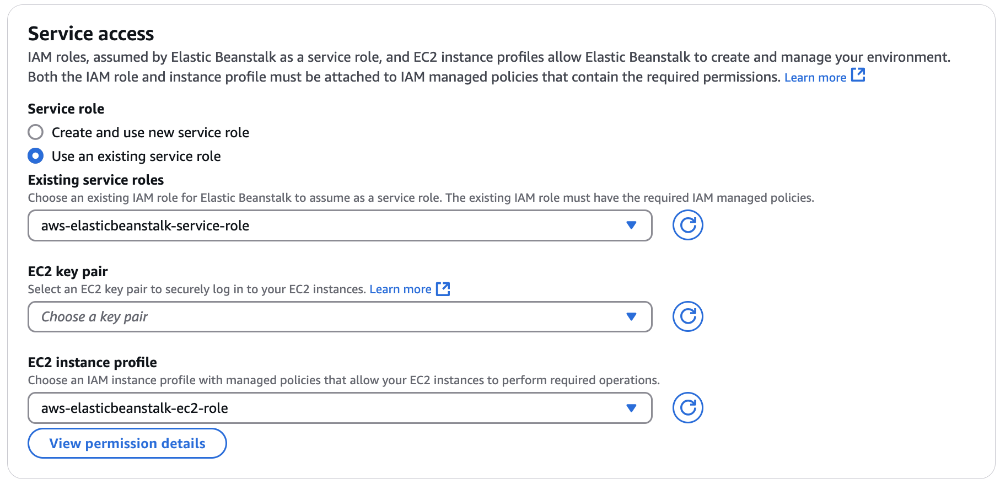 Service access
IAM roles, assumed by Elastic Beanstalk as a service role, and EC2 instance profiles allow Elastic Beanstalk to create and manage your environment.
Both the IAM role and instance profile must be attached to IAM managed policies that contain the required permissions. Learn more
Service role
Create and use new service role
Use an existing service role
Existing service roles
Choose an existing IAM role for Elastic Beanstalk to assume as a service role. The existing IAM role must have the required IAM managed policies.
aws-elasticbeanstalk-service-role
EC2 key pair
Select an EC2 key pair to securely log in to your EC2 instances. Learn more
Choose a key pair
EC2 instance profile
Choose an IAM instance profile with managed policies that allow your EC2 instances to perform required operations.
aws-elasticbeanstalk-ec2-role
View permission details